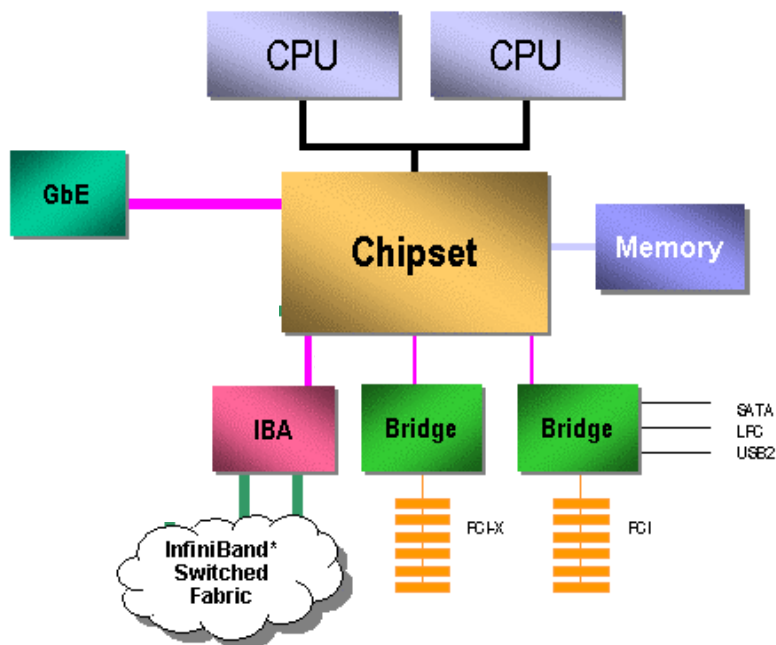 CPU
CPU
GbE
Chipset
Memory
IBA
Bridge
Bridge
SATA
LPC
USB2
PCI-X
PCI
InfiniBand*
Switched
Fabric